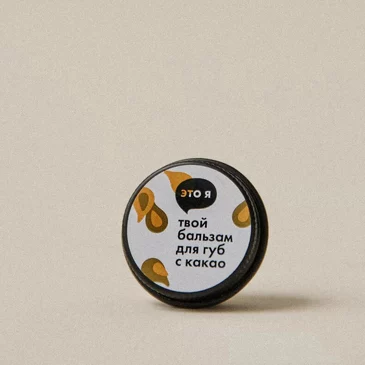 ЭТО Я
твой
бальзам
для губ
с какао